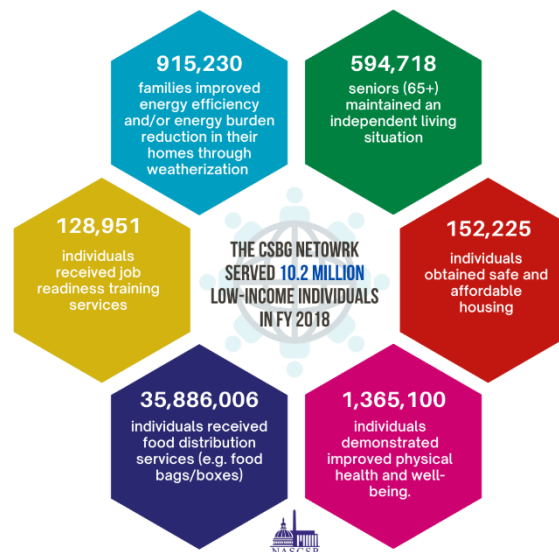 915,230
families improved
energy efficiency
and/or energy burden
reduction in their
homes through
weatherization
594,718
seniors (65+)
maintained an
independent living
situation
128,951
individuals
received job
readiness training
services
THE CSBG NETOWRK
SERVED 10.2 MILLION
LOW-INCOME INDIVIDUALS
IN FY 2018
152,225
individuals
obtained safe and
affordable
housing
35,886,006
individuals received
food distribution
services (e.g. food
bags/boxes)
1,365,100
individuals
demonstrated
improved physical
health and well-
being.
NASCSP